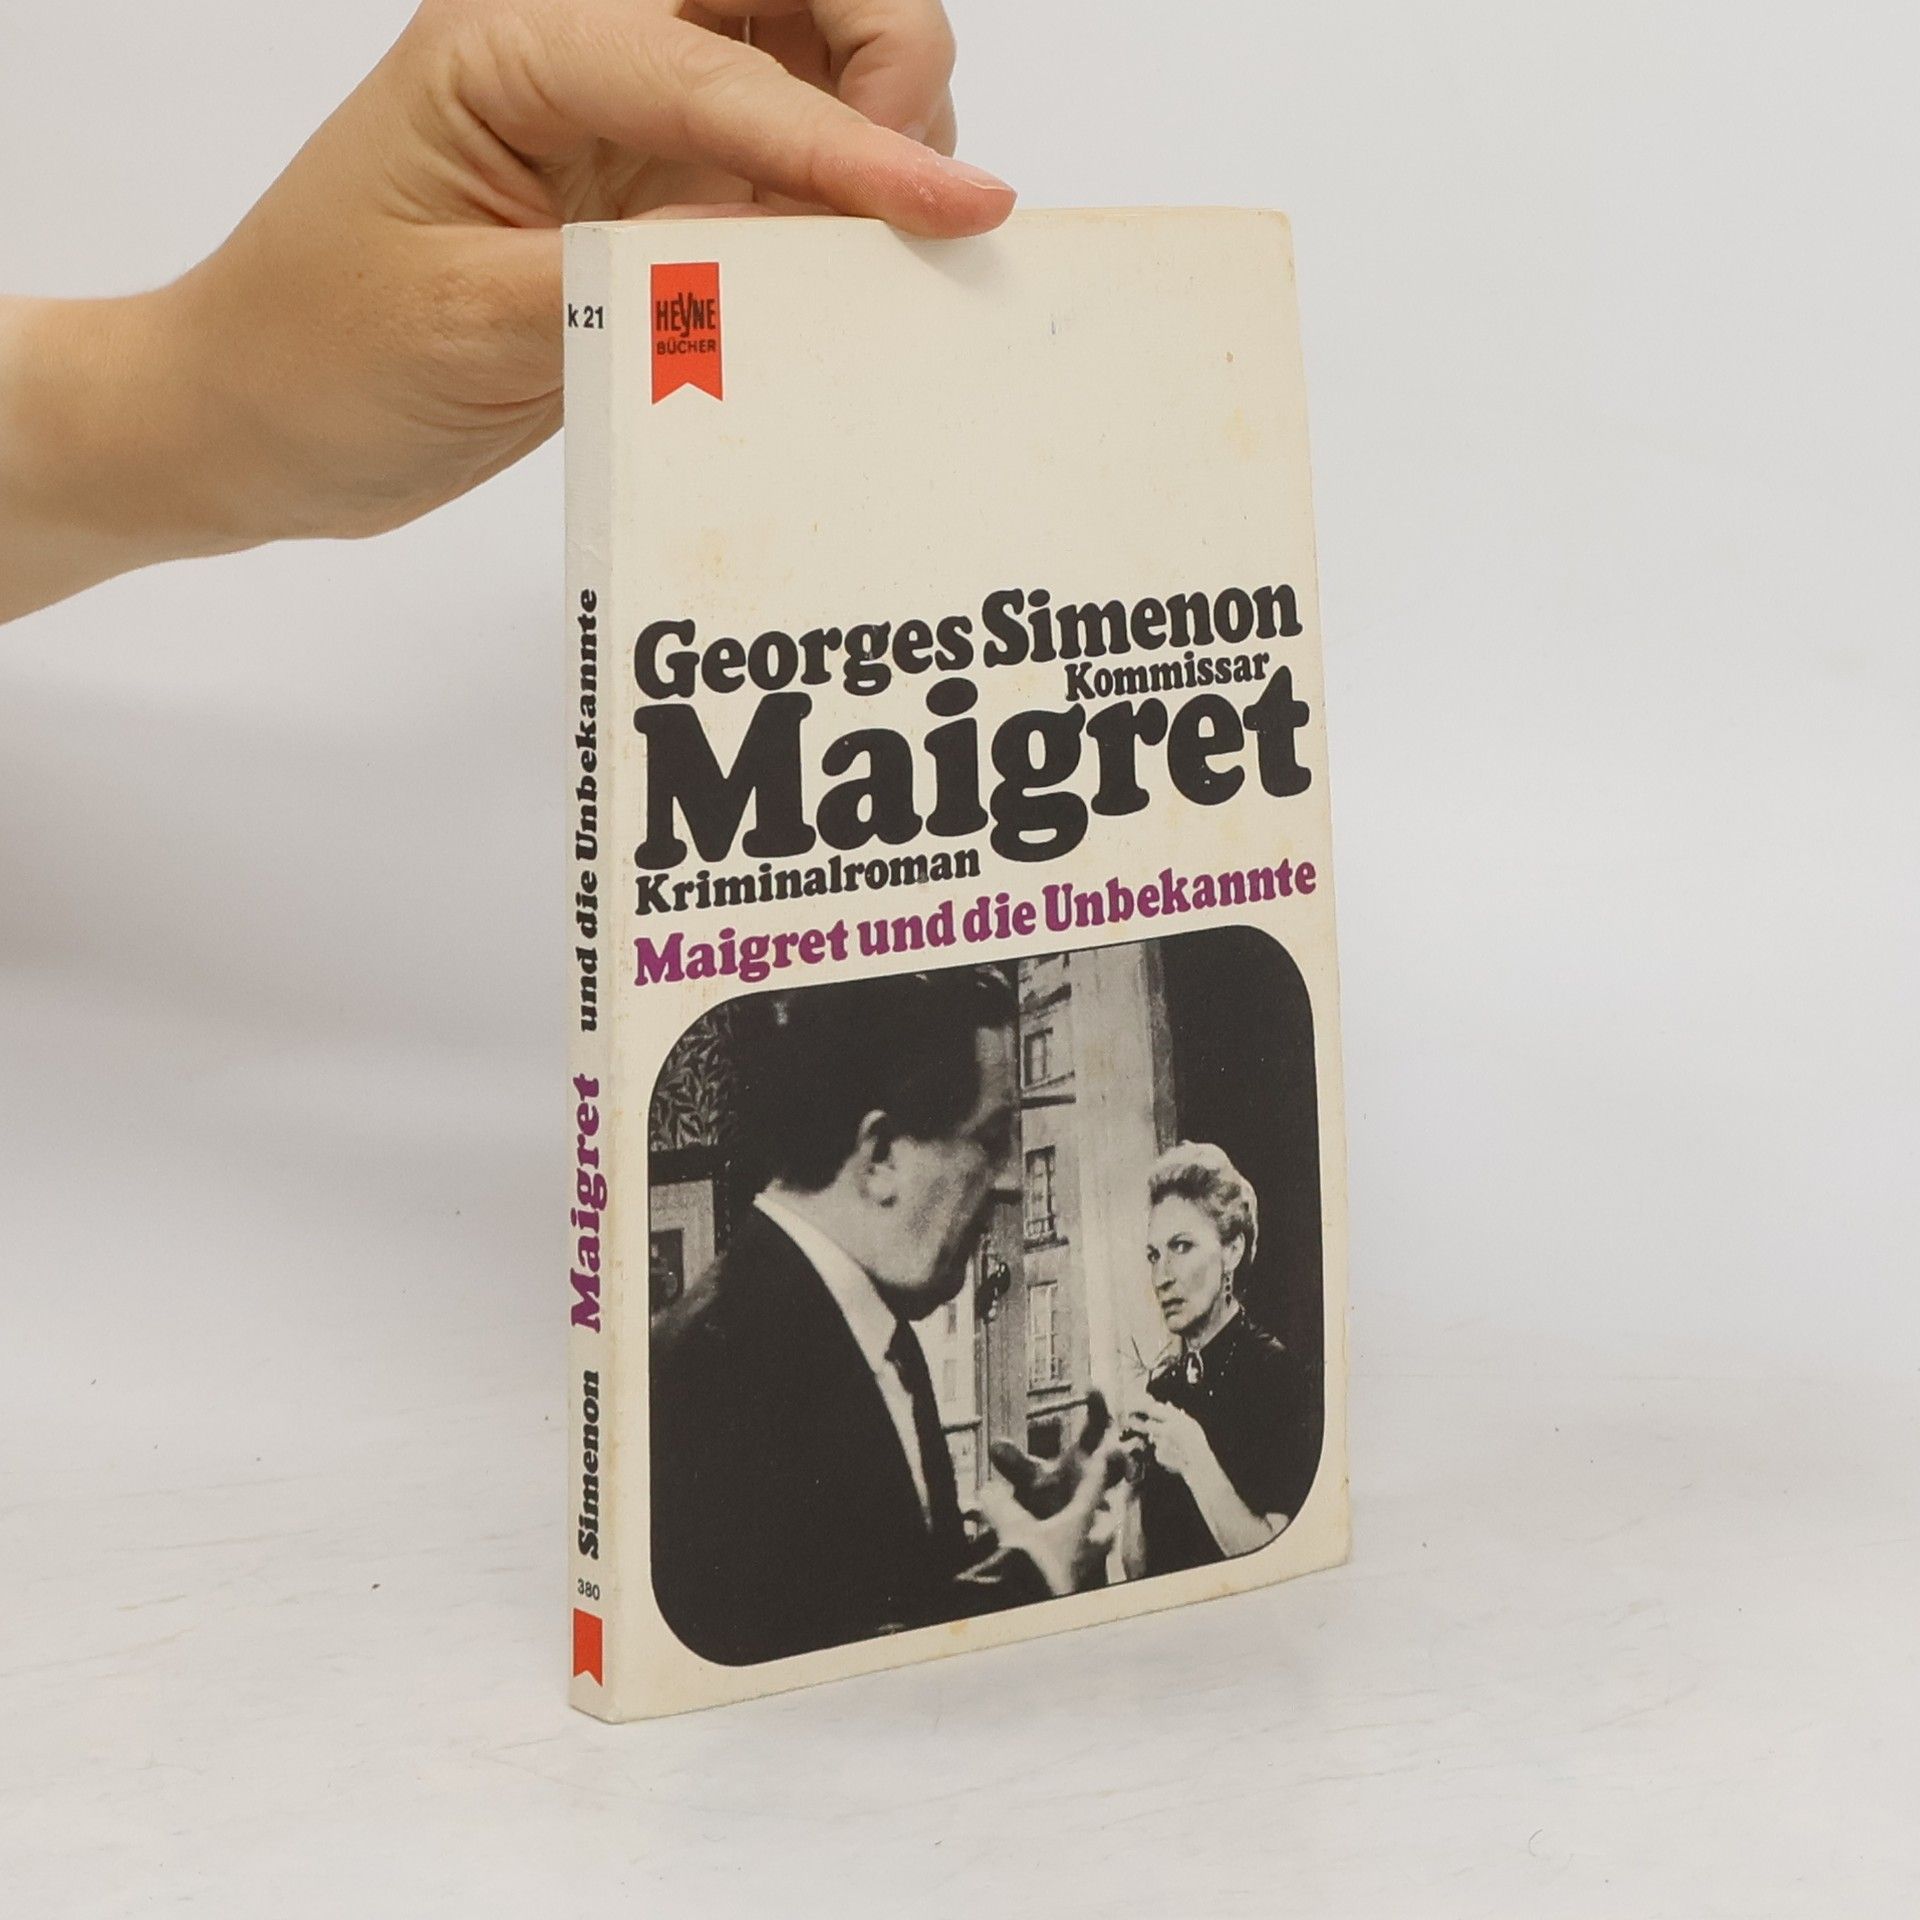 HEYNE
BÜCHER
Georges Simenon
Kommissar
Maigret
Kriminalroman
Maigret und die Unbekannte
k 21
Simenon Maigret und die Unbekannte
380